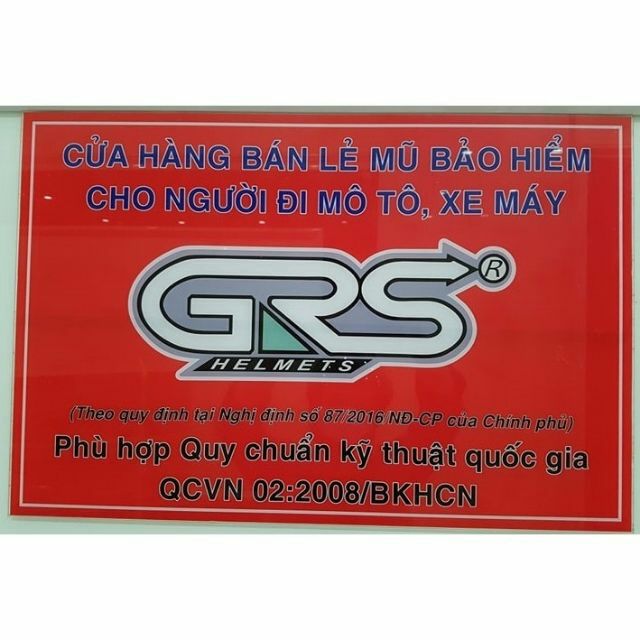 CỬA HÀNG BÁN LẺ MŨ BẢO HIỂM
CHO NGƯỜI ĐI MÔ TÔ, XE MÁY
GRS ®
HELMETS
(Theo quy định tại Nghị định số 87/2016/NĐ-CP của Chính phủ)
Phù hợp Quy chuẩn kỹ thuật quốc gia
QCVN 02:2008/BKHCN